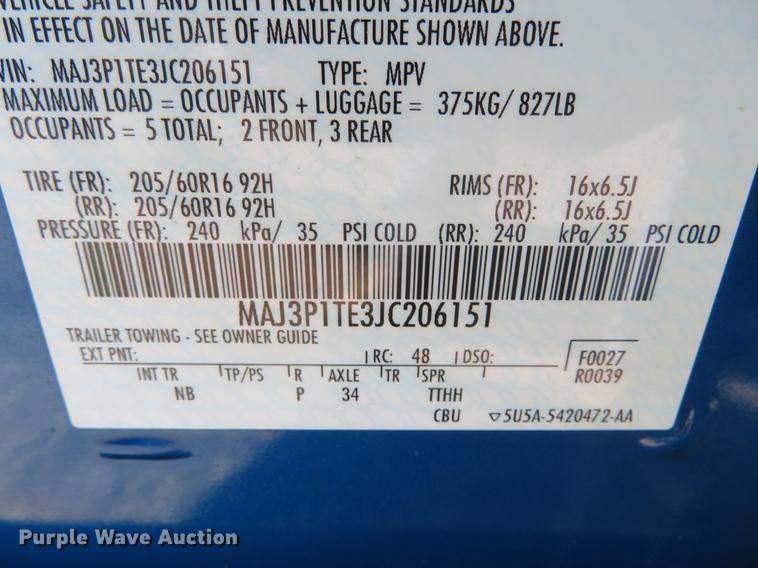 VEHICLE SAFETY AND THEFT PREVENTION STANDARDS
IN EFFECT ON THE DATE OF MANUFACTURE SHOWN ABOVE.
VIN: MAJ3P1TE3JC206151 TYPE: MPV
MAXIMUM LOAD = OCCUPANTS + LUGGAGE = 375KG/ 827LB
OCCUPANTS = 5 TOTAL; 2 FRONT, 3 REAR
TIRE (FR): 205/60R16 92H RIMS (FR): 16x6.5J
(RR): 205/60R16 92H (RR): 16x6.5J
PRESSURE (FR): 240 kPa/ 35 PSI COLD (RR): 240 kPa/ 35 PSI COLD
MAJ3P1TE3JC206151
TRAILER TOWING - SEE OWNER GUIDE
EXT PNT: RC: 48 DSO: F0027
INT TR TP/PS R AXLE TR SPR R0039
NB P 34 TTHH
CBU ▽5U5A-5420472-AA
Purple Wave Auction